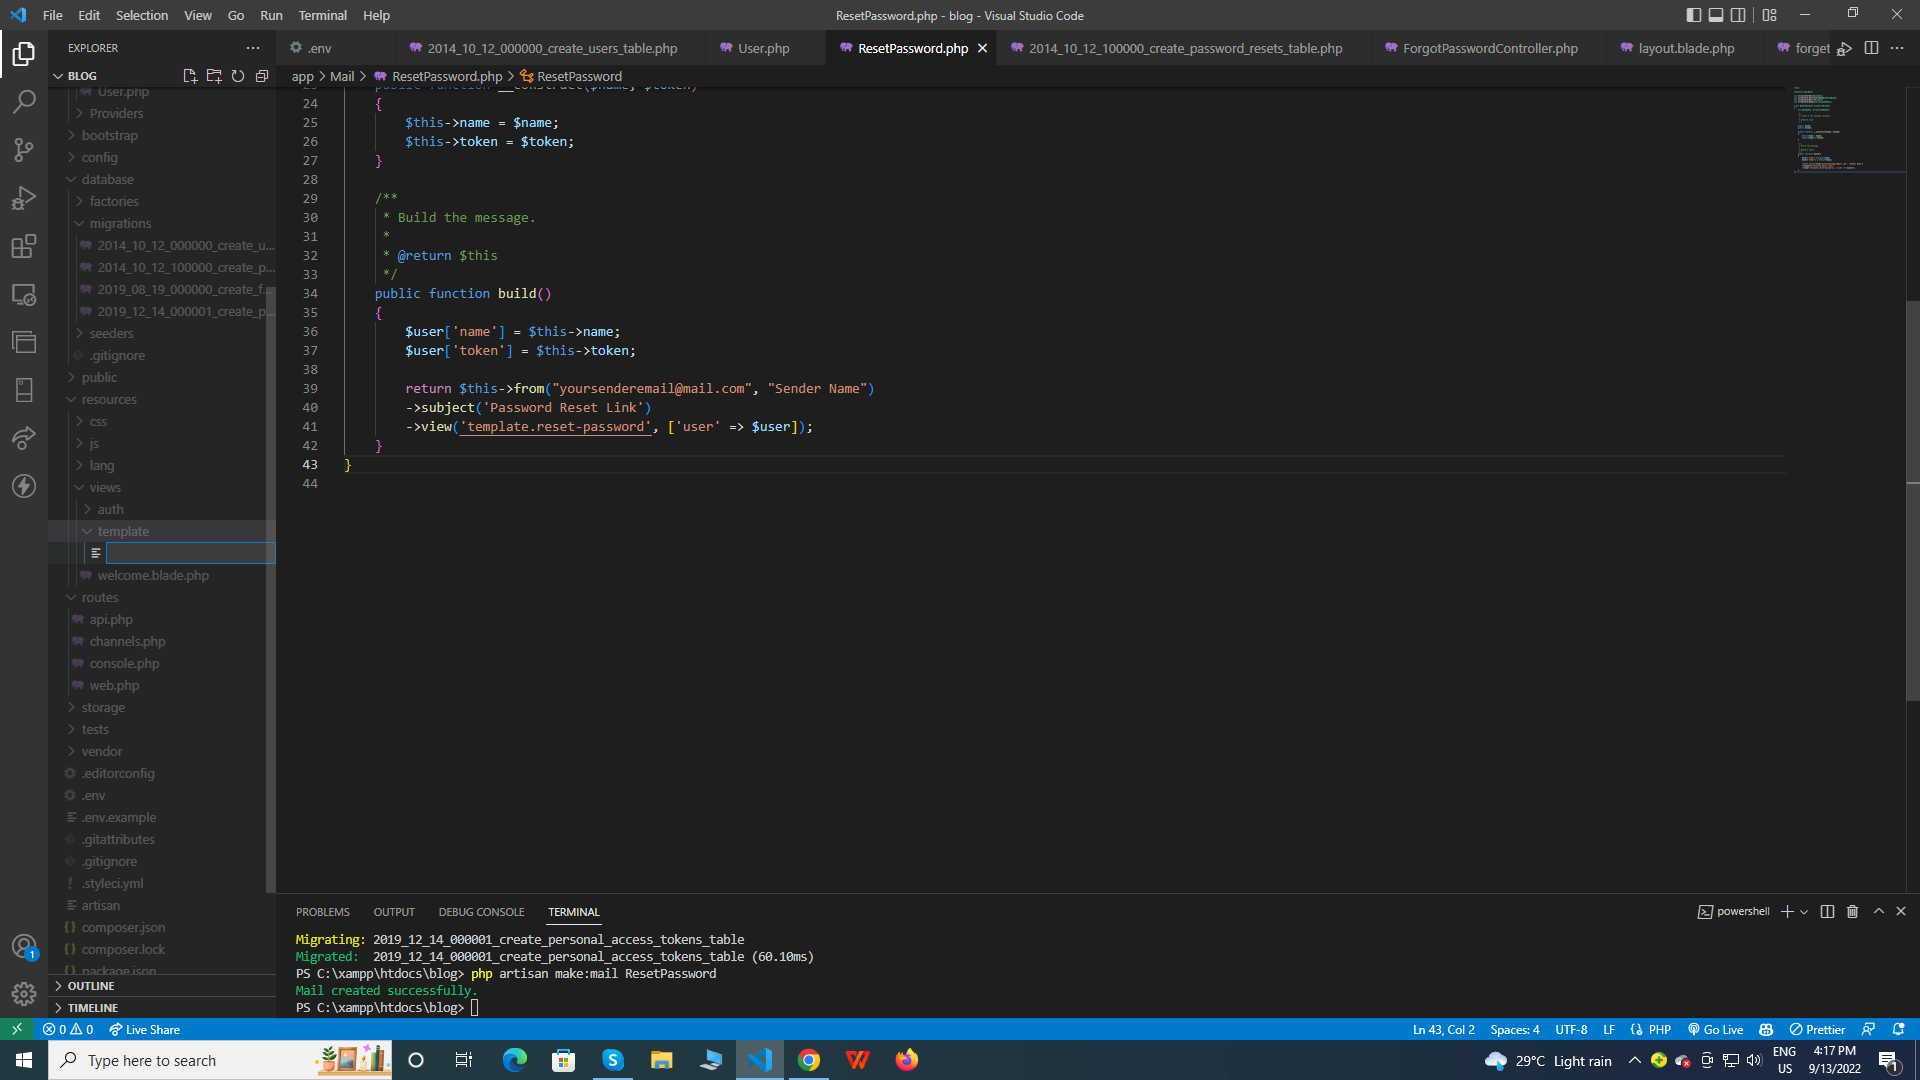 File Edit Selection View Go Run Terminal Help
ResetPassword.php - blog - Visual Studio Code
EXPLORER
.env
2014_10_12_000000_create_users_table.php
User.php
ResetPassword.php
2014_10_12_100000_create_password_resets_table.php
ForgotPasswordController.php
layout.blade.php
forget
BLOG
app > Mail > ResetPassword.php > ResetPassword
User.php
Providers
bootstrap
config
database
factories
migrations
2014_10_12_000000_create_u...
2014_10_12_100000_create_p...
2019_08_19_000000_create_f...
2019_12_14_000001_create_p...
seeders
.gitignore
public
resources
css
js
lang
views
auth
template
welcome.blade.php
routes
api.php
channels.php
console.php
web.php
storage
tests
vendor
.editorconfig
.env
.env.example
.gitattributes
.gitignore
.styleci.yml
artisan
composer.json
composer.lock
package.json
OUTLINE
TIMELINE
23 public function __construct($name, $token)
24 {
25 $this->name = $name;
26 $this->token = $token;
27 }
28
29 /**
30 * Build the message.
31 *
32 * @return $this
33 */
34 public function build()
35 {
36 $user['name'] = $this->name;
37 $user['token'] = $this->token;
38
39 return $this->from("yoursenderemail@mail.com", "Sender Name")
40 ->subject('Password Reset Link')
41 ->view('template.reset-password', ['user' => $user]);
42 }
43 }
44
PROBLEMS OUTPUT DEBUG CONSOLE TERMINAL
powershell
Migrating: 2019_12_14_000001_create_personal_access_tokens_table
Migrated: 2019_12_14_000001_create_personal_access_tokens_table (60.10ms)
PS C:\xampp\htdocs\blog> php artisan make:mail ResetPassword
Mail created successfully.
PS C:\xampp\htdocs\blog>
1
0 0 Live Share
Ln 43, Col 2 Spaces: 4 UTF-8 LF PHP Go Live Prettier
Type here to search
29°C Light rain
ENG
US
4:17 PM
9/13/2022
1